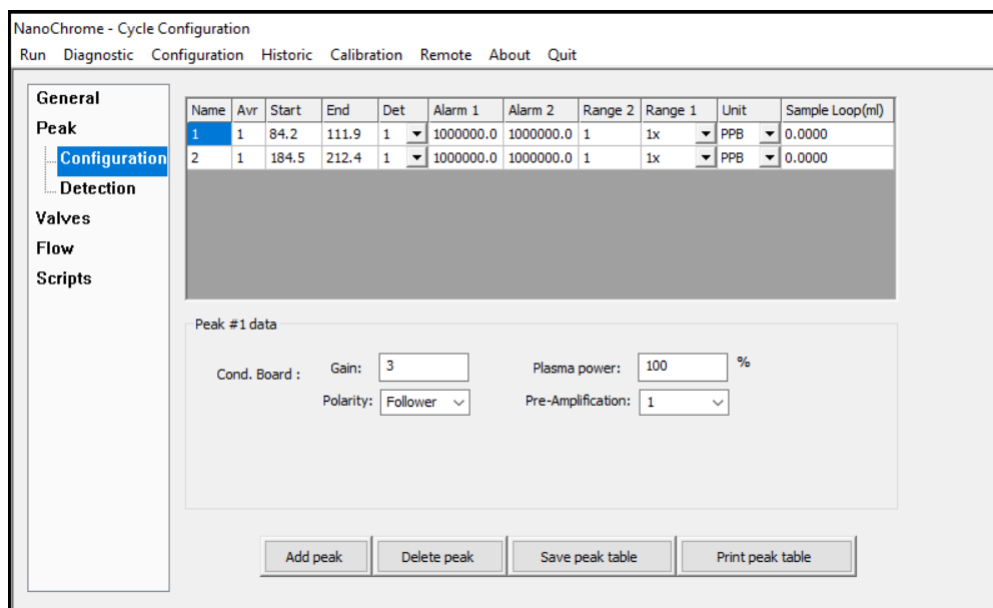 NanoChrome - Cycle Configuration
Run Diagnostic Configuration Historic Calibration Remote About Quit
General
Peak
Configuration
Detection
Valves
Flow
Scripts
Name Avr Start End Det Alarm 1 Alarm 2 Range 2 Range 1 Unit Sample Loop(ml)
1 1 84.2 111.9 1 1000000.0 1000000.0 1 1x PPB 0.0000
2 1 184.5 212.4 1 1000000.0 1000000.0 1 1x PPB 0.0000
Peak #1 data
Cond. Board : Gain: 3 Plasma power: 100 %
Polarity: Follower Pre-Amplification: 1
Add peak Delete peak Save peak table Print peak table